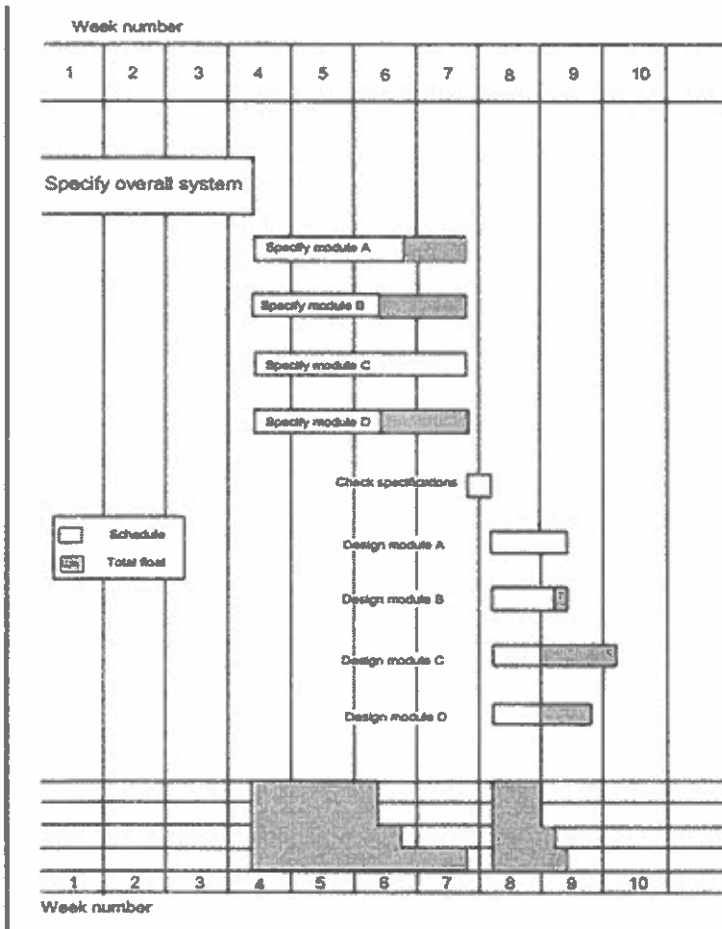 Week number
1 2 3 4 5 6 7 8 9 10
Specify overall system
Specify module A
Specify module B
Specify module C
Specify module D
Check specifications
Schedule
Total float
Design module A
Design module B
Design module C
Design module D
1 2 3 4 5 6 7 8 9 10
Week number